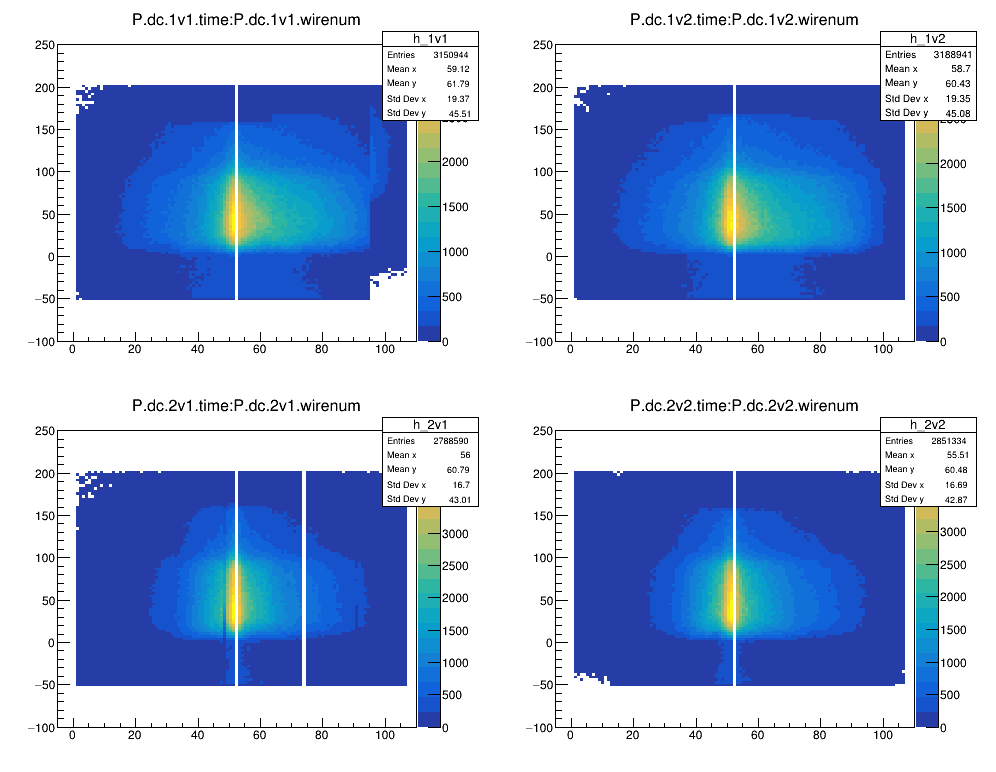 P.dc.1v1.time:P.dc.1v1.wirenum
h_1v1
Entries 3150944
Mean x 59.12
Mean y 61.79
Std Dev x 19.37
Std Dev y 45.51
250
200
150
100
50
0
−50
−100
0 20 40 60 80 100
2000
1500
1000
500
0
P.dc.1v2.time:P.dc.1v2.wirenum
h_1v2
Entries 3188941
Mean x 58.7
Mean y 60.43
Std Dev x 19.35
Std Dev y 45.08
250
200
150
100
50
0
−50
−100
0 20 40 60 80 100
2000
1500
1000
500
0
P.dc.2v1.time:P.dc.2v1.wirenum
h_2v1
Entries 2788590
Mean x 56
Mean y 60.79
Std Dev x 16.7
Std Dev y 43.01
250
200
150
100
50
0
−50
−100
0 20 40 60 80 100
3000
2500
2000
1500
1000
500
0
P.dc.2v2.time:P.dc.2v2.wirenum
h_2v2
Entries 2851334
Mean x 55.51
Mean y 60.48
Std Dev x 16.69
Std Dev y 42.87
250
200
150
100
50
0
−50
−100
0 20 40 60 80 100
3000
2500
2000
1500
1000
500
0